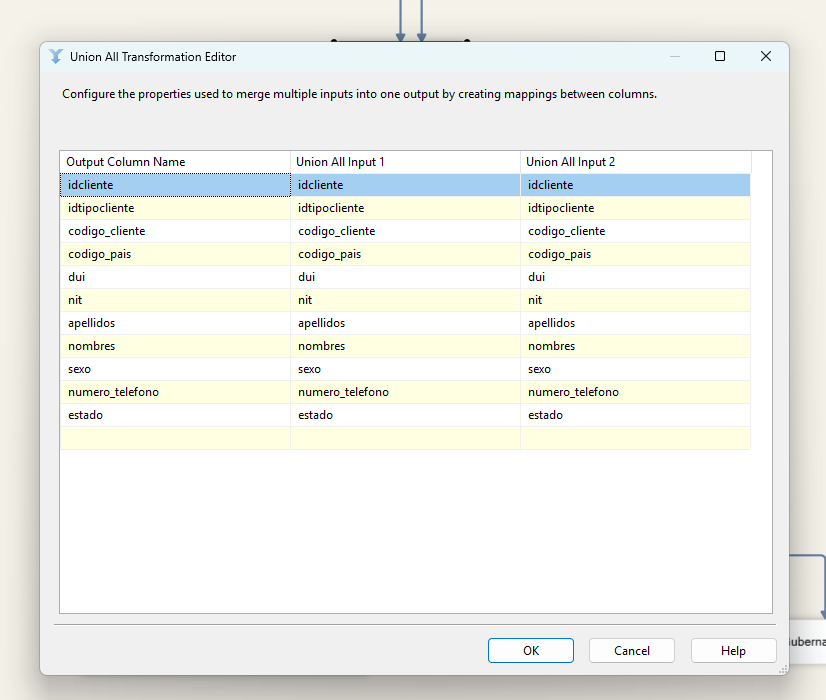 Union All Transformation Editor
Configure the properties used to merge multiple inputs into one output by creating mappings between columns.
Output Column Name Union All Input 1 Union All Input 2
idcliente idcliente idcliente
idtipocliente idtipocliente idtipocliente
codigo_cliente codigo_cliente codigo_cliente
codigo_pais codigo_pais codigo_pais
dui dui dui
nit nit nit
apellidos apellidos apellidos
nombres nombres nombres
sexo sexo sexo
numero_telefono numero_telefono numero_telefono
estado estado estado
OK Cancel Help